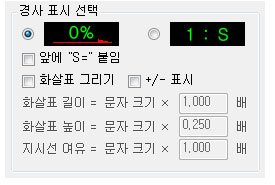 경사 표시 선택
0% 1 : S
앞에 "S=" 붙임
화살표 그리기 +/- 표시
화살표 길이 = 문자 크기 × 1,000 배
화살표 높이 = 문자 크기 × 0,250 배
지시선 여유 = 문자 크기 × 1,000 배